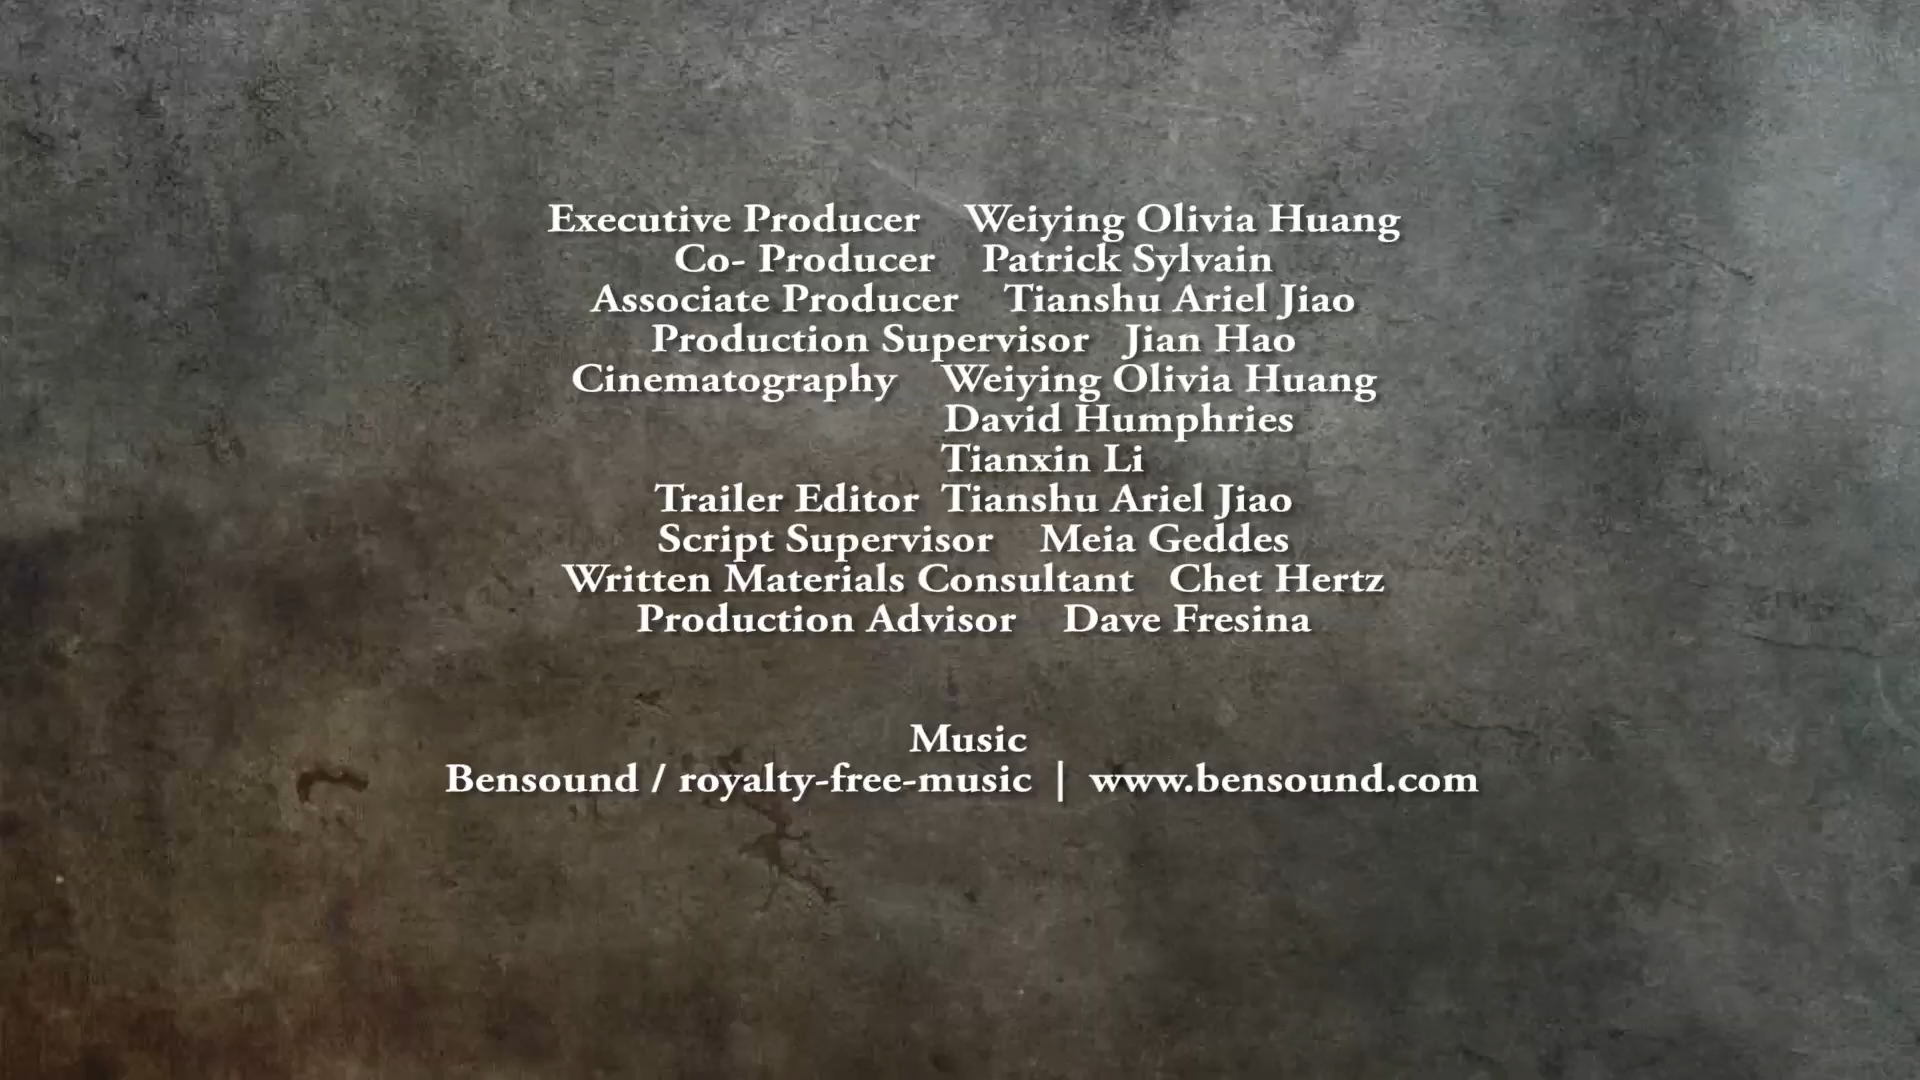 Executive Producer Weiying Olivia Huang
Co- Producer Patrick Sylvain
Associate Producer Tianshu Ariel Jiao
Production Supervisor Jian Hao
Cinematography Weiying Olivia Huang
David Humphries
Tianxin Li
Trailer Editor Tianshu Ariel Jiao
Script Supervisor Meia Geddes
Written Materials Consultant Chet Hertz
Production Advisor Dave Fresina
Music
Bensound / royalty-free-music | www.bensound.com